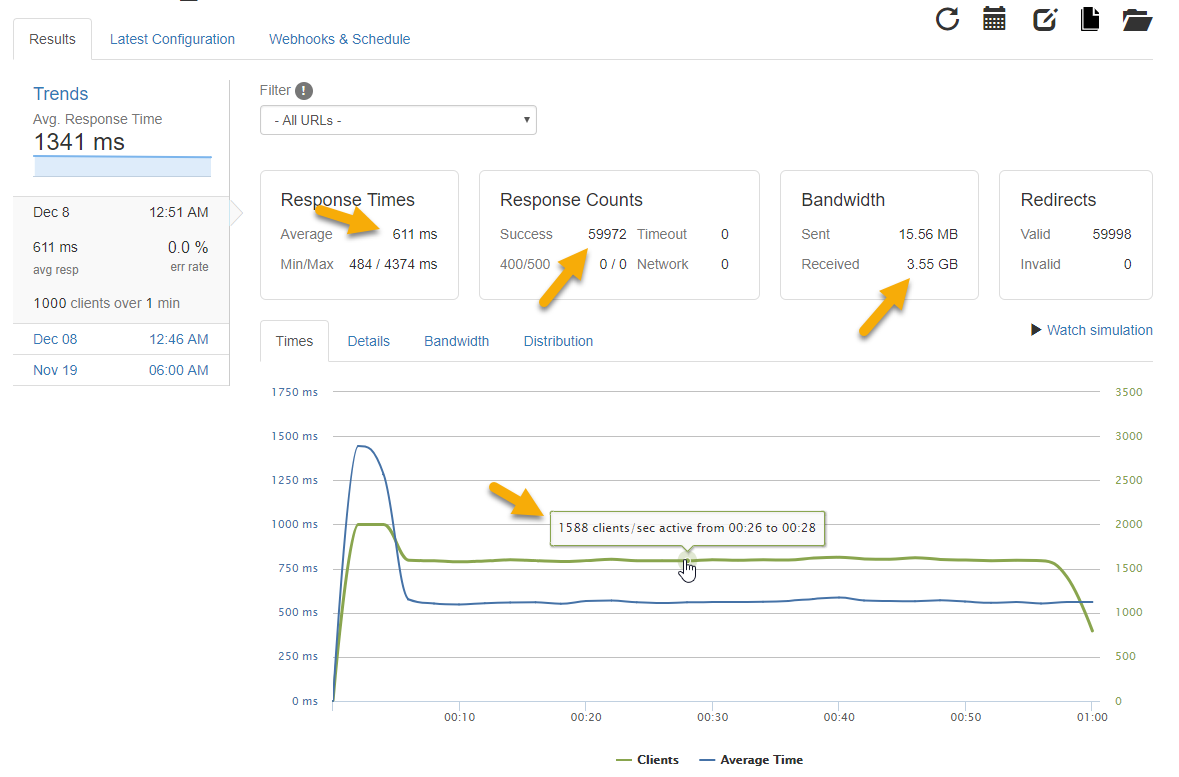 Results Latest Configuration Webhooks & Schedule
Trends
Avg. Response Time
1341 ms
Dec 8 12:51 AM
611 ms 0.0 %
avg resp err rate
1000 clients over 1 min
Dec 08 12:46 AM
Nov 19 06:00 AM
Filter !
- All URLs -
Response Times
Average 611 ms
Min/Max 484 / 4374 ms
Response Counts
Success 59972 Timeout 0
400/500 0 / 0 Network 0
Bandwidth
Sent 15.56 MB
Received 3.55 GB
Redirects
Valid 59998
Invalid 0
Watch simulation
Times Details Bandwidth Distribution
1750 ms 3500
1500 ms 3000
1250 ms 2500
1000 ms 2000
1588 clients/sec active from 00:26 to 00:28
750 ms 1500
500 ms 1000
250 ms 500
0 ms 0
00:10 00:20 00:30 00:40 00:50 01:00
Clients Average Time